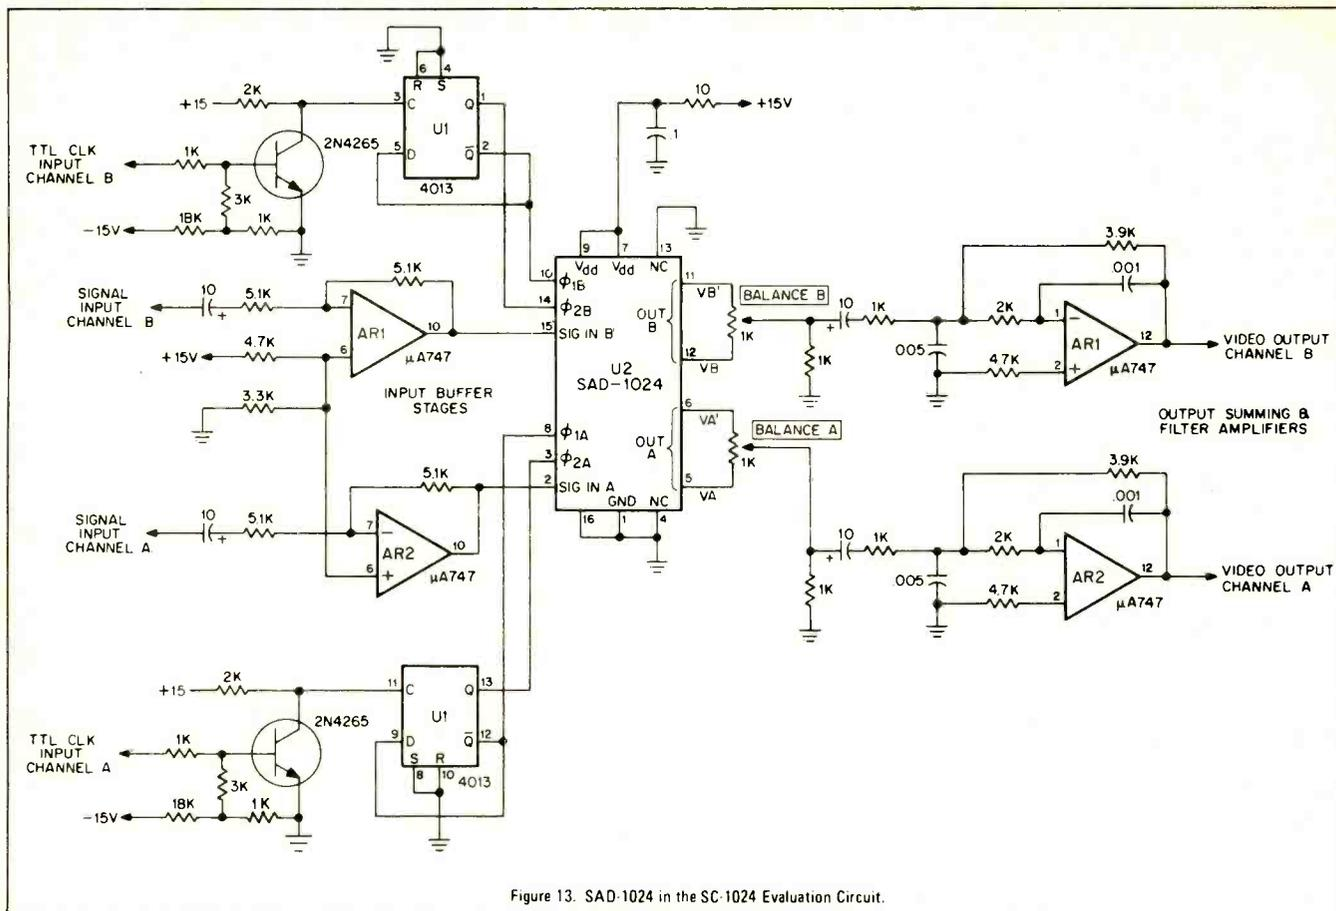 6
R
4
S
+15
2K
3
C
Q
1
U1
2N4265
TTL CLK
INPUT
CHANNEL B
1K
5
D
Q̅
2
4013
3K
-15V
18K
1K
10
+15V
.1
9
Vdd
7
Vdd
13
NC
SIGNAL
INPUT
CHANNEL B
10
+
5.1K
5.1K
7
AR1
10
6
µA747
+15V
4.7K
3.3K
INPUT BUFFER
STAGES
10
ϕ1B
14
ϕ2B
15
SIG IN B
U2
SAD-1024
OUT
B
11
VB'
12
VB
1K
BALANCE B
8
ϕ1A
3
ϕ2A
2
SIG IN A
OUT
A
6
VA'
5
VA
1K
BALANCE A
GND
NC
16
1
4
10
+
1K
1K
.005
3.9K
.001
2K
4.7K
1
−
AR1
2
+
12
µA747
VIDEO OUTPUT
CHANNEL B
OUTPUT SUMMING &
FILTER AMPLIFIERS
SIGNAL
INPUT
CHANNEL A
10
+
5.1K
5.1K
7
−
AR2
10
6
+
µA747
10
+
1K
1K
.005
3.9K
.001
2K
4.7K
1
AR2
2
12
µA747
VIDEO OUTPUT
CHANNEL A
+15
2K
11
C
Q
13
U1
2N4265
TTL CLK
INPUT
CHANNEL A
1K
9
D
Q̅
12
S
R
8
10
4013
3K
-15V
18K
1K
Figure 13. SAD-1024 in the SC-1024 Evaluation Circuit.